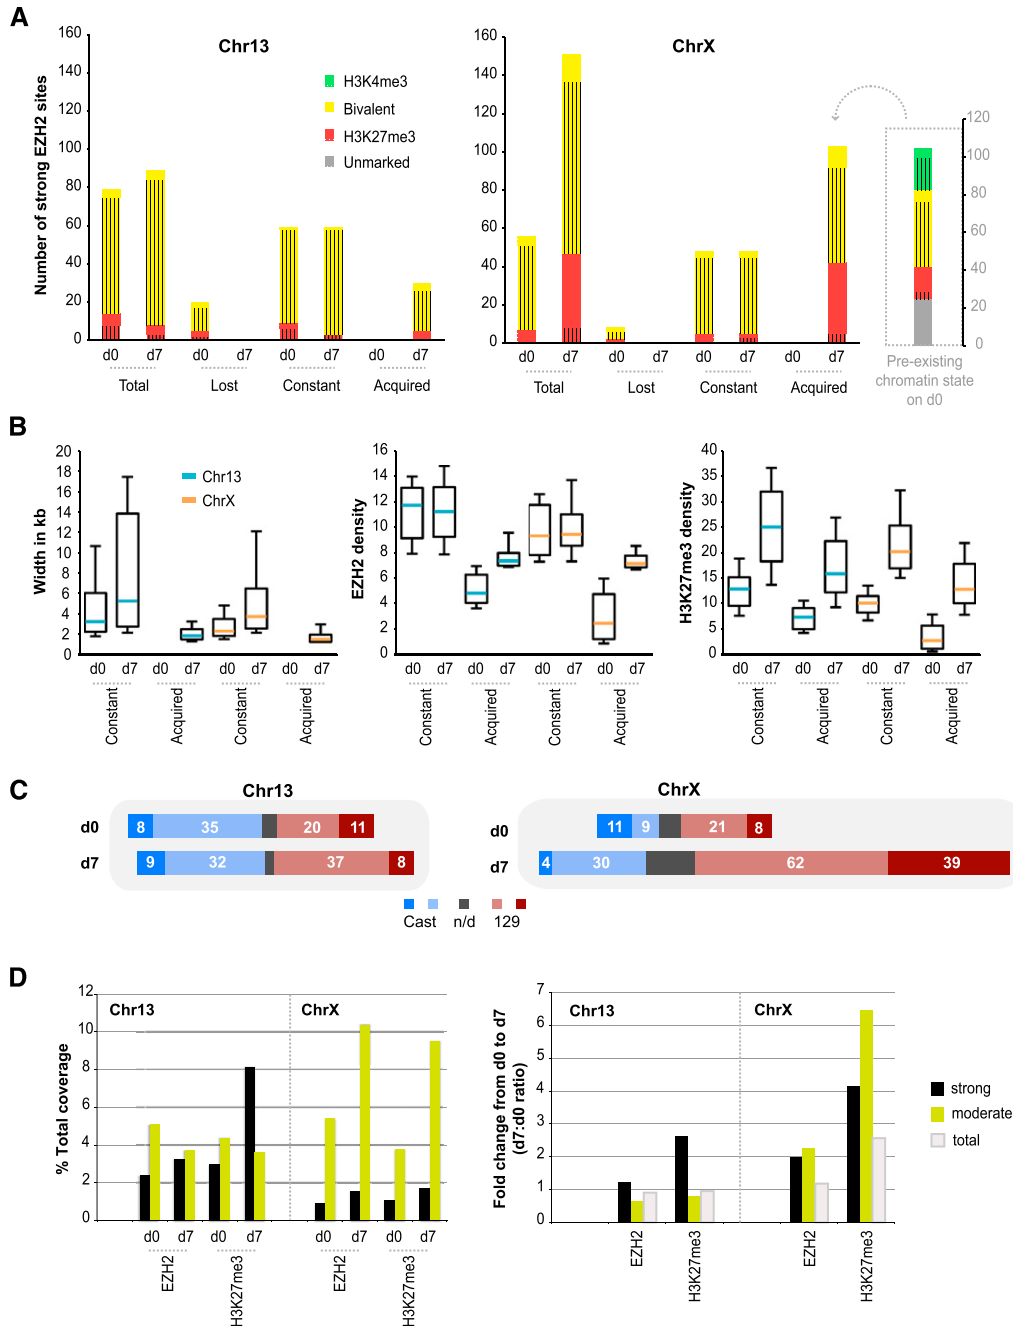 A
Chr13
ChrX
Number of strong EZH2 sites
160
140
120
100
80
60
40
20
0
H3K4me3
Bivalent
H3K27me3
Unmarked
d0 d7 d0 d7 d0 d7 d0 d7
Total Lost Constant Acquired
160
140
120
100
80
60
40
20
0
d0 d7 d0 d7 d0 d7 d0 d7
Total Lost Constant Acquired
120
100
80
60
40
20
0
Pre-existing
chromatin state
on d0
B
Width in kb
20
18
16
14
12
10
8
6
4
2
0
Chr13
ChrX
d0 d7 d0 d7 d0 d7 d0 d7
Constant Acquired Constant Acquired
EZH2 density
16
14
12
10
8
6
4
2
0
d0 d7 d0 d7 d0 d7 d0 d7
Constant Acquired Constant Acquired
H3K27me3 density
40
35
30
25
20
15
10
5
0
d0 d7 d0 d7 d0 d7 d0 d7
Constant Acquired Constant Acquired
C
Chr13
d0 8 35 20 11
d7 9 32 37 8
ChrX
d0 11 9 21 8
d7 4 30 62 39
Cast n/d 129
D
% Total coverage
12
10
8
6
4
2
0
Chr13
ChrX
d0 d7 d0 d7 d0 d7 d0 d7
EZH2 H3K27me3 EZH2 H3K27me3
Fold change from d0 to d7
(d7:d0 ratio)
7
6
5
4
3
2
1
0
Chr13
ChrX
EZH2 H3K27me3 EZH2 H3K27me3
strong
moderate
total